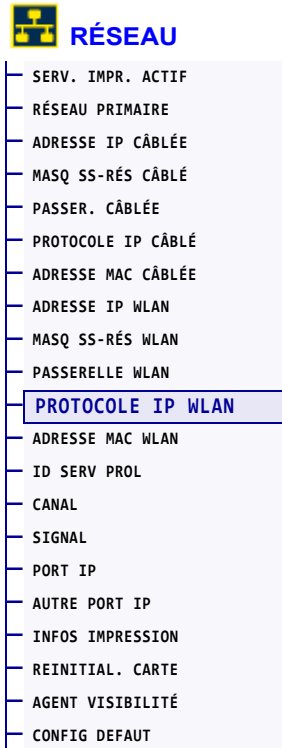 RÉSEAU
SERV. IMPR. ACTIF
RÉSEAU PRIMAIRE
ADRESSE IP CÂBLÉE
MASQ SS-RÉS CÂBLÉ
PASSER. CÂBLÉE
PROTOCOLE IP CÂBLÉ
ADRESSE MAC CÂBLÉE
ADRESSE IP WLAN
MASQ SS-RÉS WLAN
PASSERELLE WLAN
PROTOCOLE IP WLAN
ADRESSE MAC WLAN
ID SERV PROL
CANAL
SIGNAL
PORT IP
AUTRE PORT IP
INFOS IMPRESSION
REINITIAL. CARTE
AGENT VISIBILITÉ
CONFIG DEFAUT